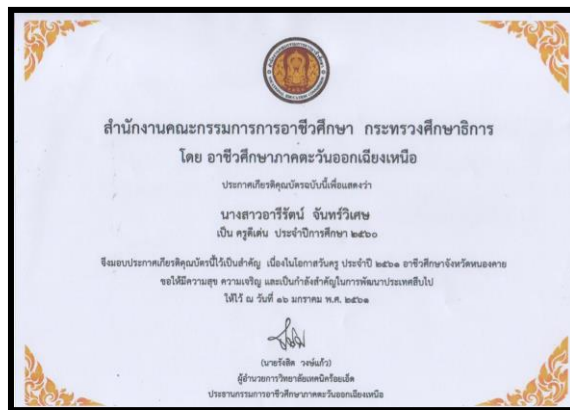 สำนักงานคณะกรรมการการอาชีวศึกษา กระทรวงศึกษาธิการ
โดย อาชีวศึกษาภาคตะวันออกเฉียงเหนือ
ประกาศเกียรติคุณบัตรฉบับนี้เพื่อแสดงว่า
นางสาวอารีรัตน์ จันทร์วิเศษ
เป็น ครูดีเด่น ประจำปีการศึกษา ๒๕๖๐
จึงมอบประกาศเกียรติคุณบัตรนี้ไว้เป็นสำคัญ เนื่องในโอกาสวันครู ประจำปี ๒๕๖๑ อาชีวศึกษาจังหวัดหนองคาย
ขอให้มีความสุข ความเจริญ และเป็นกำลังสำคัญในการพัฒนาประเทศสืบไป
ให้ไว้ ณ วันที่ ๑๖ มกราคม พ.ศ. ๒๕๖๑
(นายรังสิต วงษ์แก้ว)
ผู้อำนวยการวิทยาลัยเทคนิคร้อยเอ็ด
ประธานกรรมการอาชีวศึกษาภาคตะวันออกเฉียงเหนือ